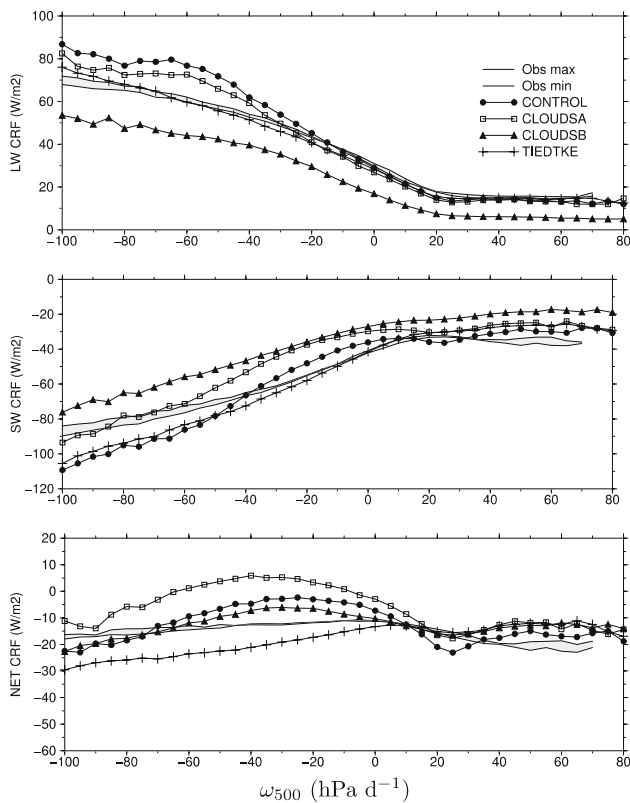 100
80
60
40
20
0
LW CRF (W/m2)
Obs max
Obs min
CONTROL
CLOUDSA
CLOUDSB
TIEDTKE
−100 −80 −60 −40 −20 0 20 40 60 80
0
−20
−40
−60
−80
−100
−120
SW CRF (W/m2)
−100 −80 −60 −40 −20 0 20 40 60 80
20
10
0
−10
−20
−30
−40
−50
−60
NET CRF (W/m2)
−100 −80 −60 −40 −20 0 20 40 60 80
ω500 (hPa d−1)